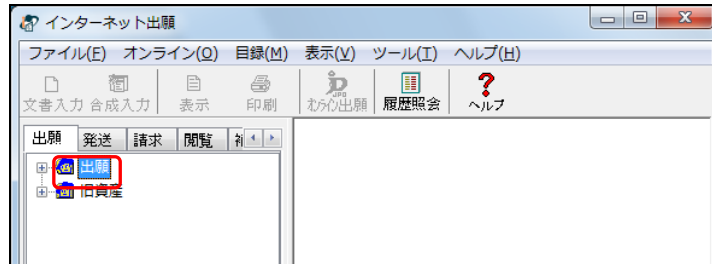 インターネット出願
ファイル(F) オンライン(O) 目録(M) 表示(V) ツール(T) ヘルプ(H)
文書入力 合成入力 表示 印刷 オンライン出願 履歴照会 ヘルプ
出願 発送 請求 閲覧
出願
旧資産